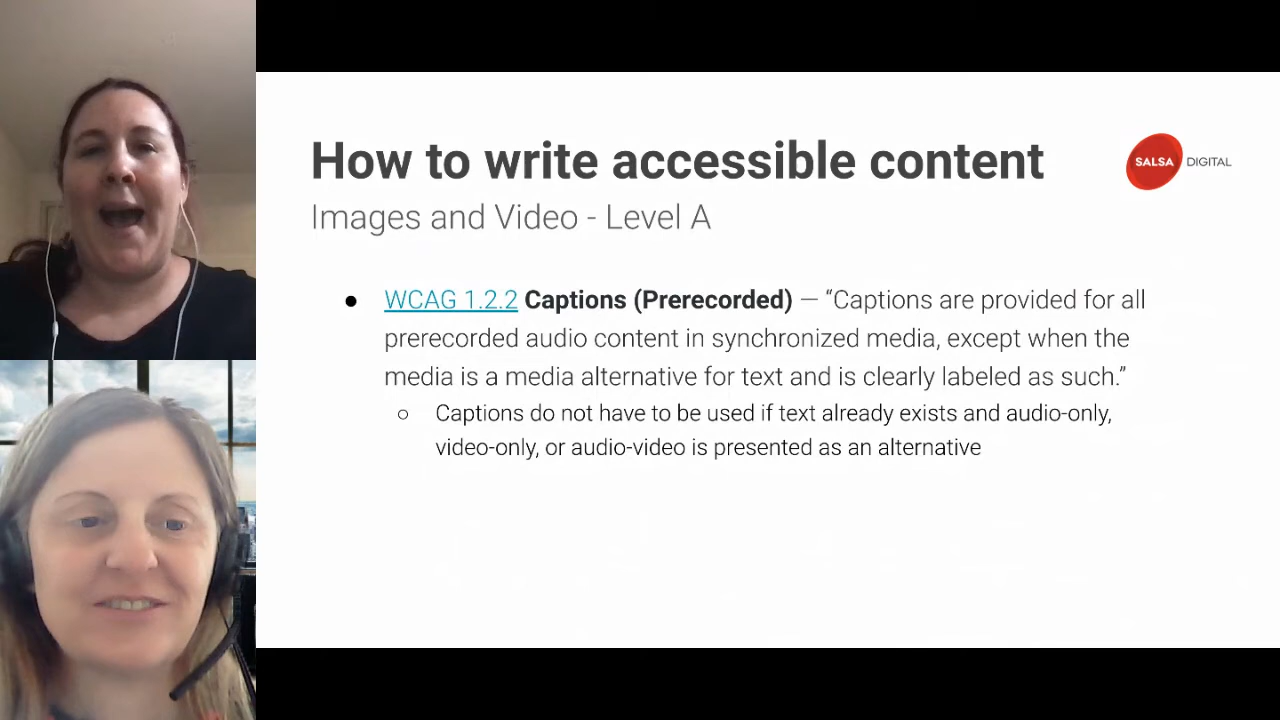 How to write accessible content
SALSA DIGITAL
Images and Video - Level A
● WCAG 1.2.2 Captions (Prerecorded) — “Captions are provided for all
prerecorded audio content in synchronized media, except when the
media is a media alternative for text and is clearly labeled as such.”
○ Captions do not have to be used if text already exists and audio-only,
video-only, or audio-video is presented as an alternative